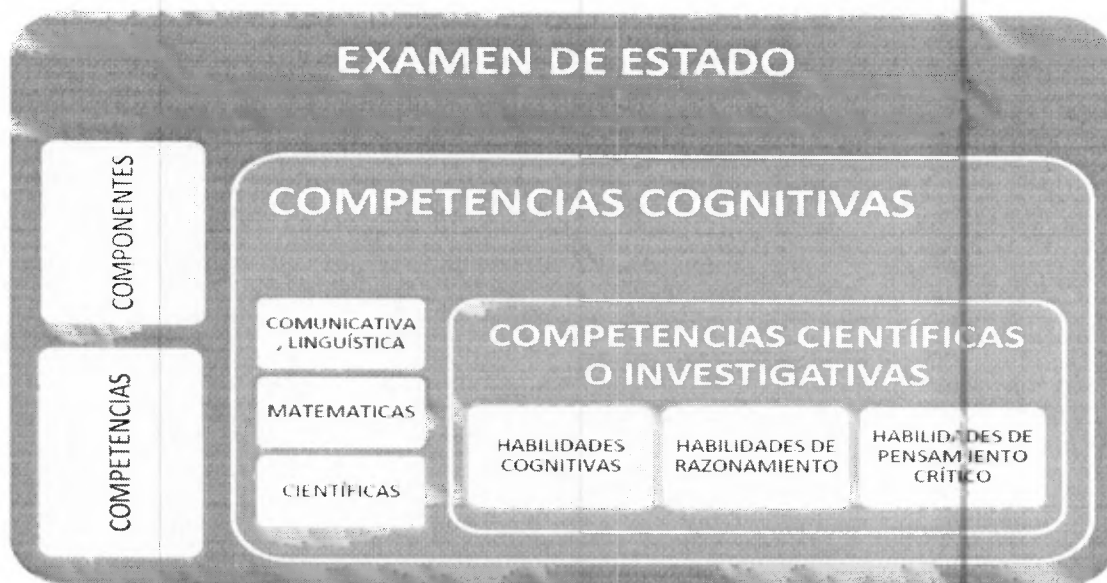 EXAMEN DE ESTADO
COMPONENTES
COMPETENCIAS
COMPETENCIAS COGNITIVAS
COMUNICATIVA
, LINGUÍSTICA
MATEMATICAS
CIENTÍFICAS
COMPETENCIAS CIENTÍFICAS
O INVESTIGATIVAS
HABILIDADES
COGNITIVAS
HABILIDADES DE
RAZONAMIENTO
HABILIDADES DE
PENSAMIENTO
CRÍTICO